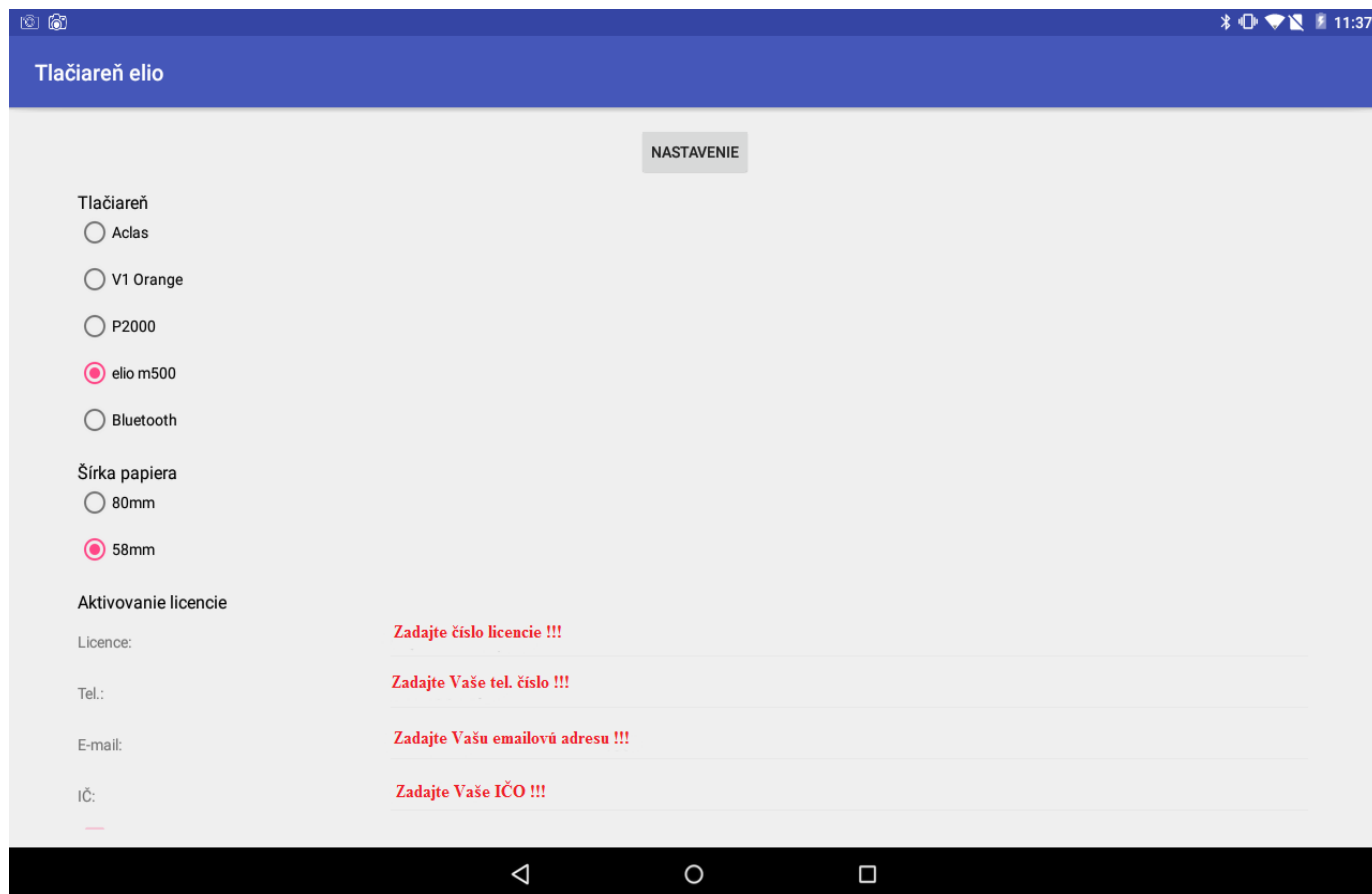 11:37
Tlačiareň elio
NASTAVENIE
Tlačiareň
Aclas
V1 Orange
P2000
elio m500
Bluetooth
Šírka papiera
80mm
58mm
Aktivovanie licencie
Licence: Zadajte číslo licencie !!!
Tel.: Zadajte Vaše tel. číslo !!!
E-mail: Zadajte Vašu emailovú adresu !!!
IČ: Zadajte Vaše IČO !!!